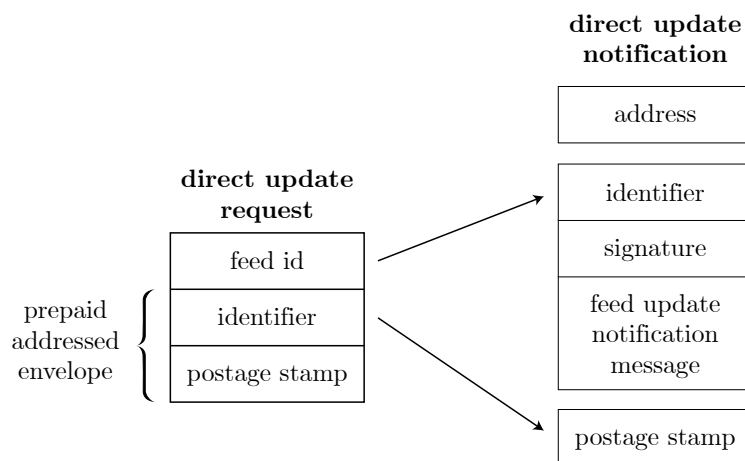 direct update
notification
address
direct update
request
identifier
feed id
signature
prepaid
addressed
envelope
identifier
feed update
notification
message
postage stamp
postage stamp